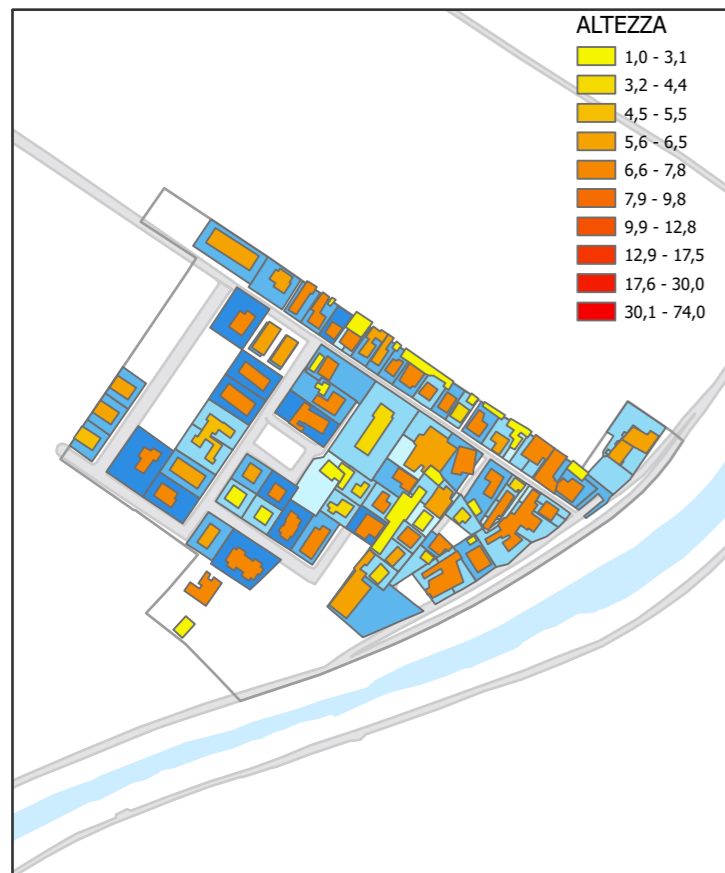 ALTEZZA
1,0 - 3,1
3,2 - 4,4
4,5 - 5,5
5,6 - 6,5
6,6 - 7,8
7,9 - 9,8
9,9 - 12,8
12,9 - 17,5
17,6 - 30,0
30,1 - 74,0